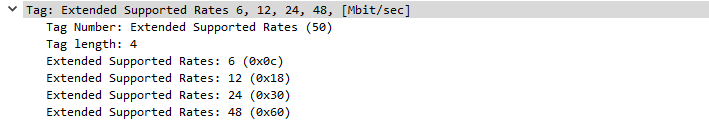 Tag: Extended Supported Rates 6, 12, 24, 48, [Mbit/sec]
Tag Number: Extended Supported Rates (50)
Tag length: 4
Extended Supported Rates: 6 (0x0c)
Extended Supported Rates: 12 (0x18)
Extended Supported Rates: 24 (0x30)
Extended Supported Rates: 48 (0x60)